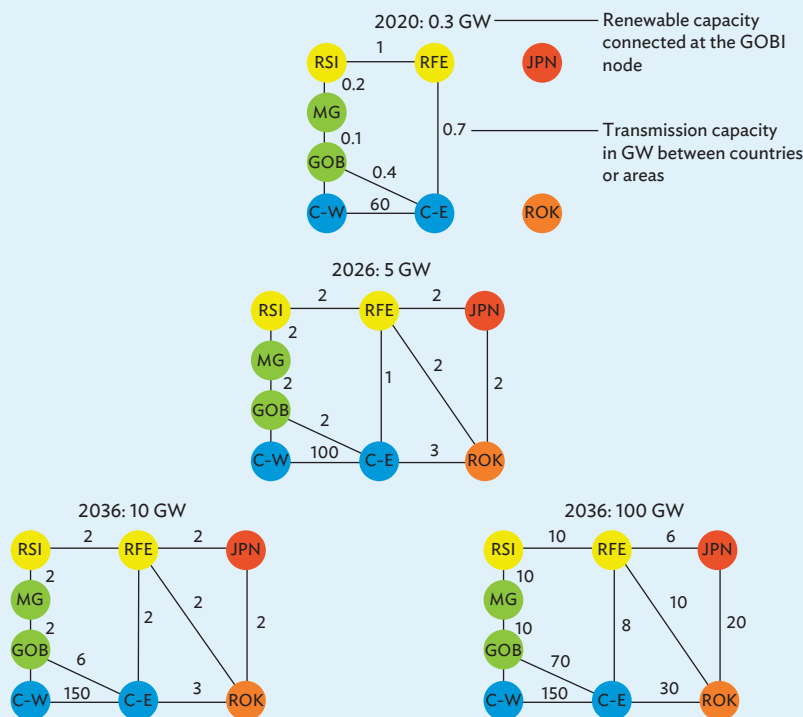 2020: 0.3 GW
Renewable capacity
connected at the GOBI
node
1
RSI
RFE
JPN
0.2
MG
0.7
Transmission capacity
in GW between countries
or areas
0.1
GOB
0.4
C-W
60
C-E
ROK
2026: 5 GW
2
2
RSI
RFE
JPN
2
MG
2
2
1
2
GOB
2
C-W
100
C-E
3
ROK
2036: 10 GW
2
2
RSI
RFE
JPN
2
MG
2
2
2
2
GOB
6
C-W
150
C-E
3
ROK
2036: 100 GW
10
6
RSI
RFE
JPN
10
MG
10
8
20
10
GOB
70
C-W
150
C-E
30
ROK